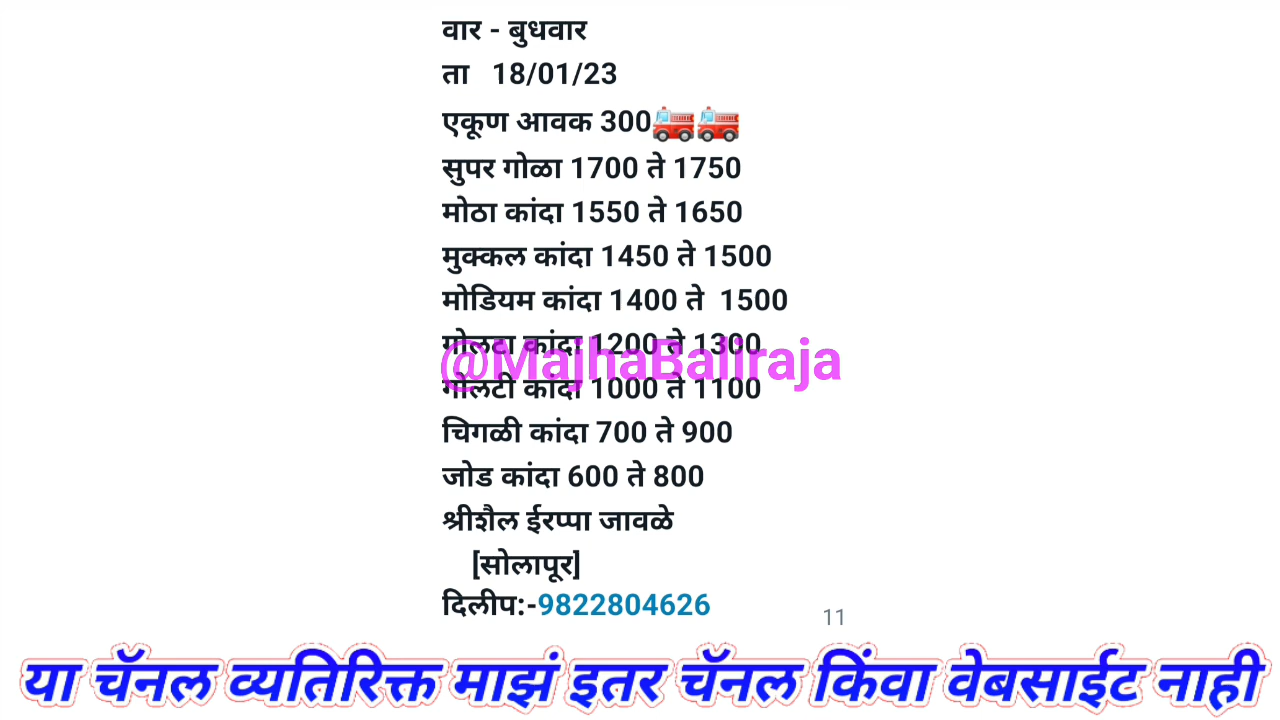 वार - बुधवार
ता 18/01/23
एकूण आवक 300🚒🚒
सुपर गोळा 1700 ते 1750
मोठा कांदा 1550 ते 1650
मुक्कल कांदा 1450 ते 1500
मोडियम कांदा 1400 ते 1500
गोलटा कांदा 1200 ते 1300
@MajhaBaliraja
गोलटी कांदा 1000 ते 1100
चिगळी कांदा 700 ते 900
जोड कांदा 600 ते 800
श्रीशैल ईरप्पा जावळे
[सोलापूर]
दिलीप:-9822804626
11
या चॅनल व्यतिरिक्त माझं इतर चॅनल किंवा वेबसाईट नाही